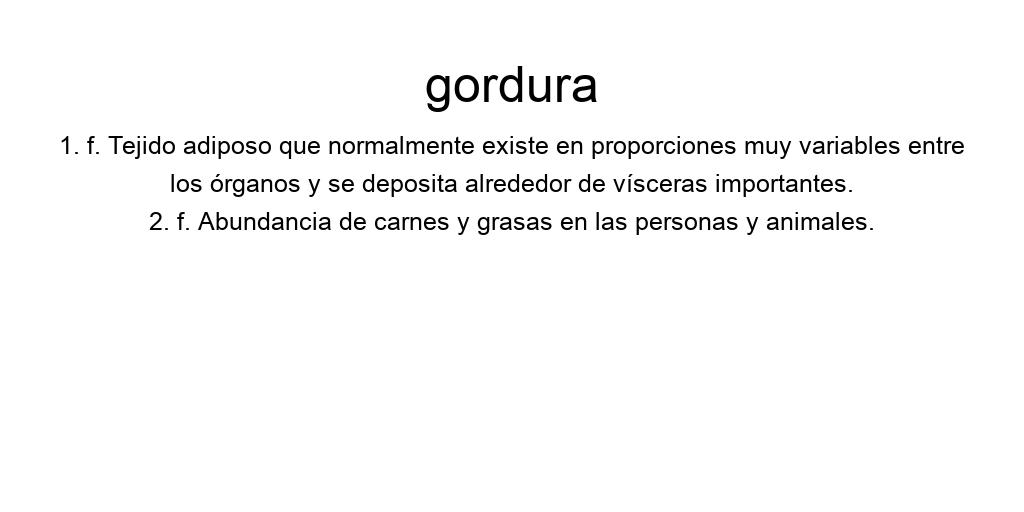 gordura
1. f. Tejido adiposo que normalmente existe en proporciones muy variables entre
los órganos y se deposita alrededor de vísceras importantes.
2. f. Abundancia de carnes y grasas en las personas y animales.